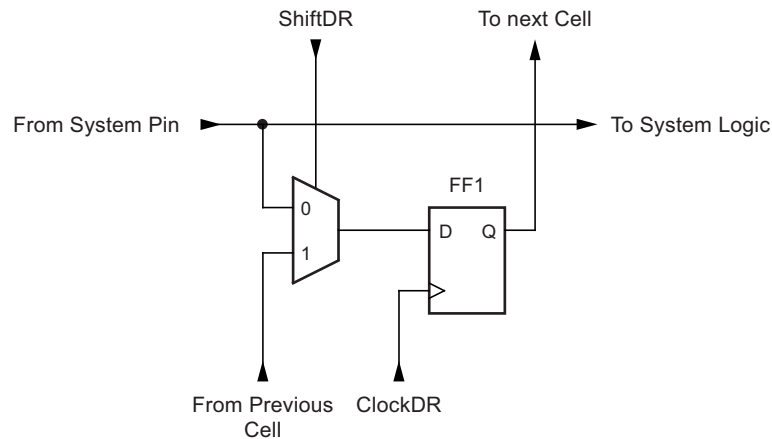 ShiftDR
To next Cell
From System Pin
To System Logic
FF1
0
D
Q
1
From Previous
Cell
ClockDR